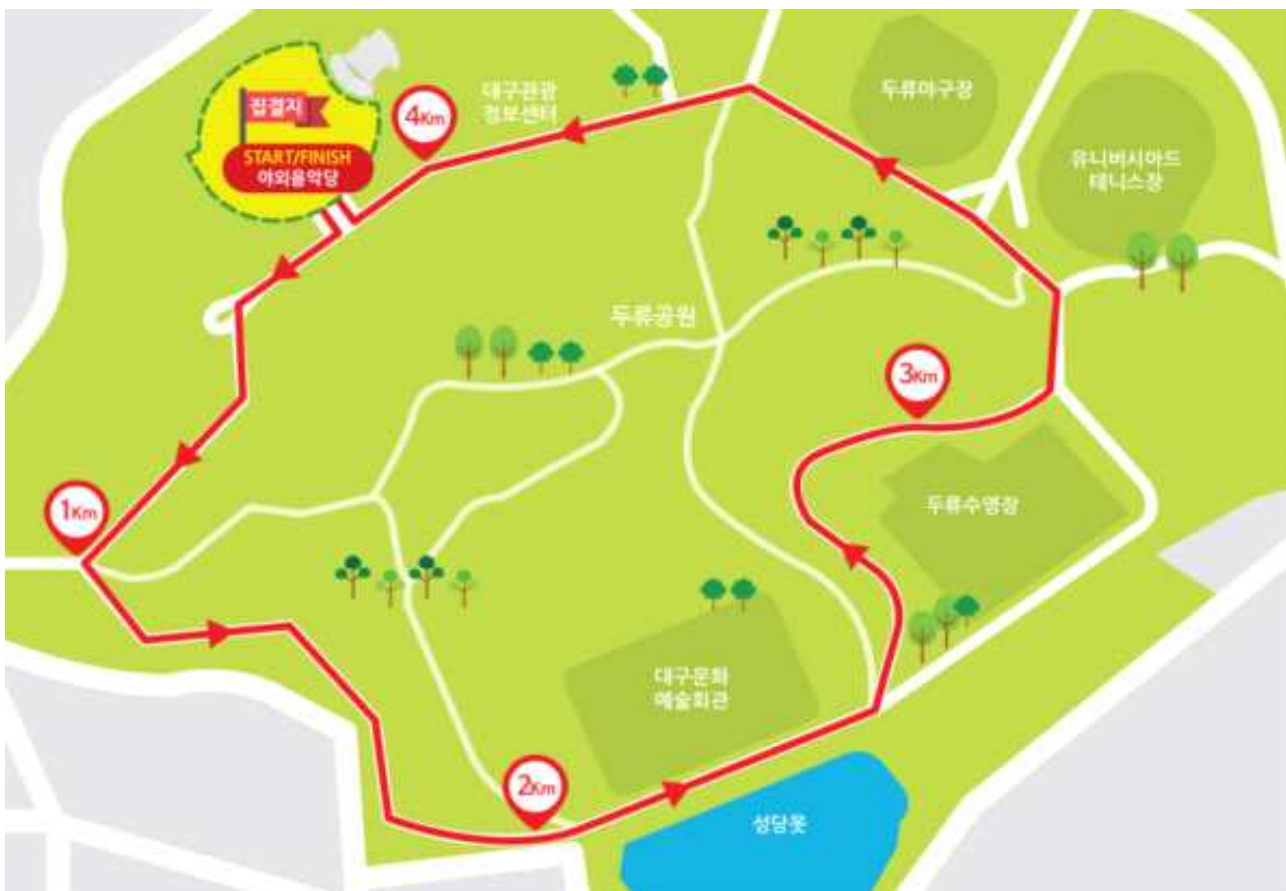 집결지
START/FINISH
야외음악당
4Km
대구관광
정보센터
두류야구장
유니버시아드
테니스장
두류공원
3Km
1Km
두류수영장
대구문화
예술회관
2Km
성당못